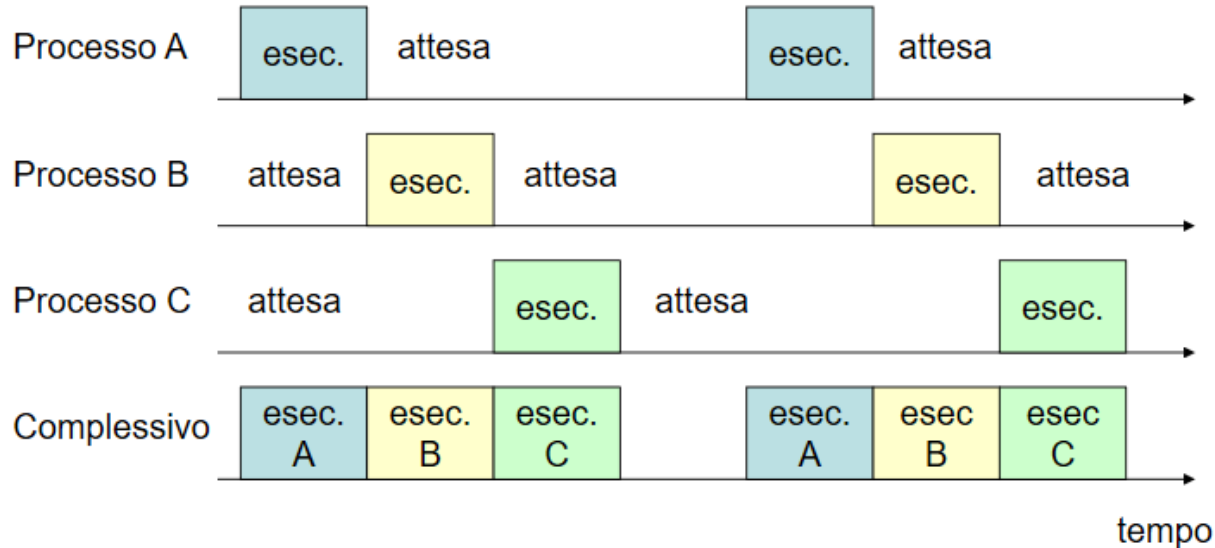 Processo A esec. attesa esec. attesa
Processo B attesa esec. attesa esec. attesa
Processo C attesa esec. attesa esec.
Complessivo esec. A esec. B esec. C esec. A esec B esec C
tempo